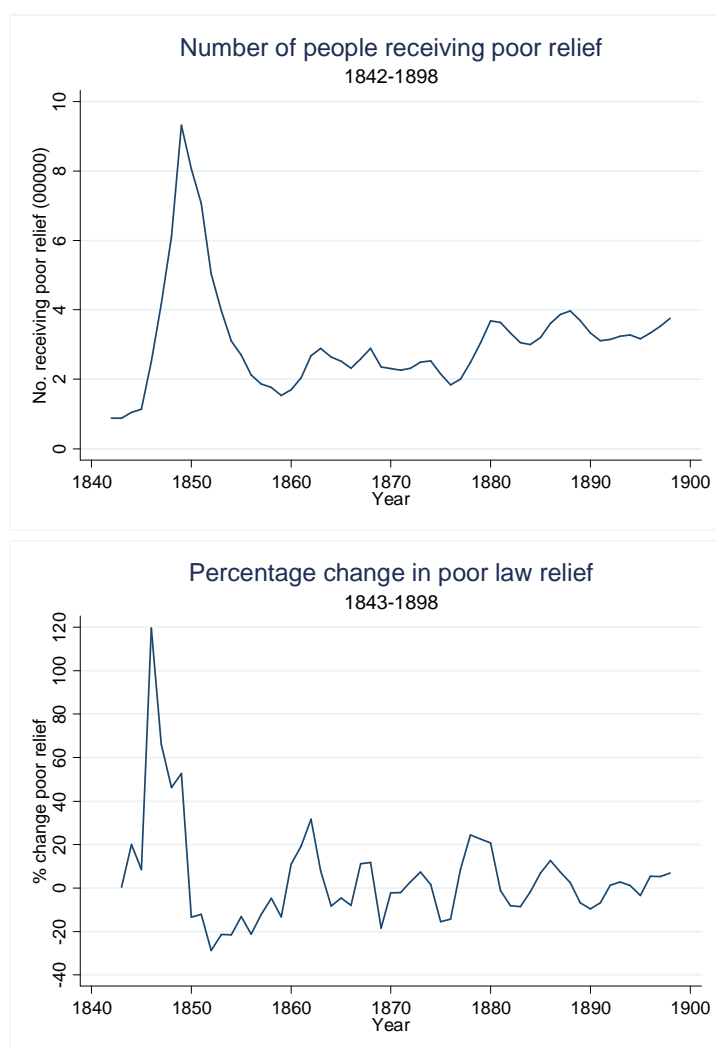 Number of people receiving poor relief
1842-1898
No. receiving poor relief (00000)
10
8
6
4
2
0
1840 1850 1860 1870 1880 1890 1900
Year
Percentage change in poor law relief
1843-1898
% change poor relief
120
100
80
60
40
20
0
-20
-40
1840 1850 1860 1870 1880 1890 1900
Year